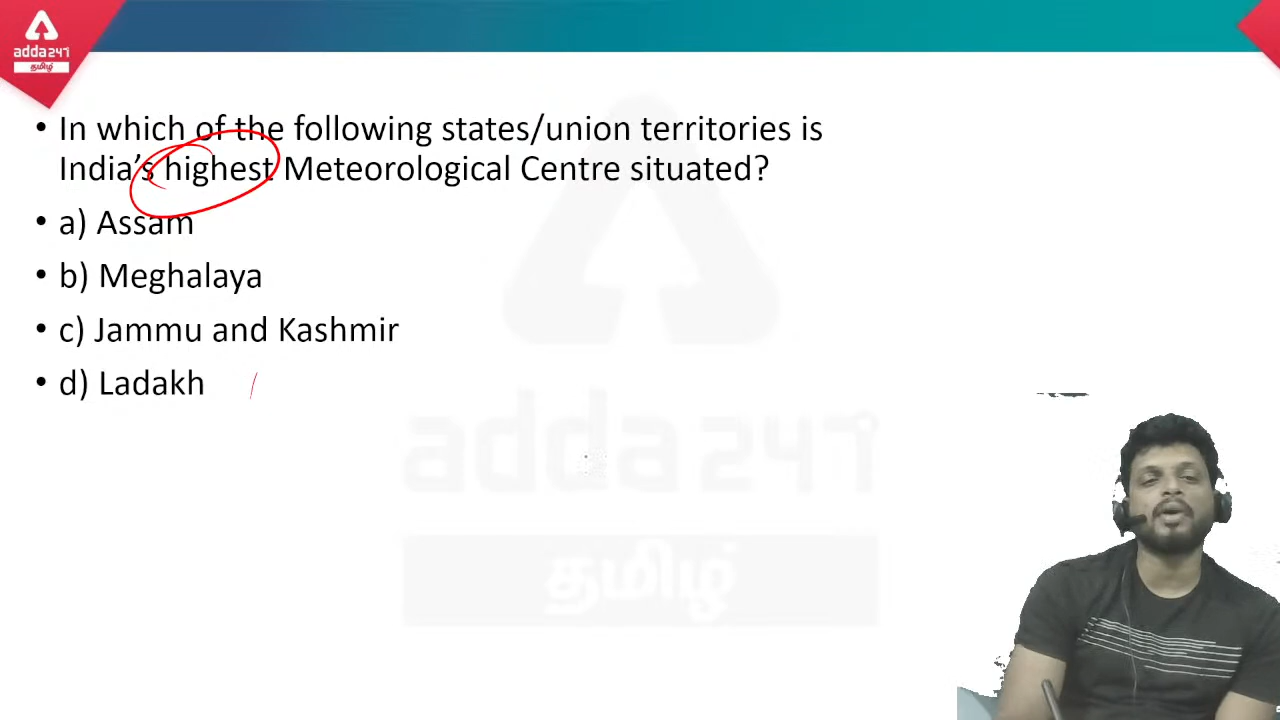 adda247
தமிழ்
• In which of the following states/union territories is
India’s highest Meteorological Centre situated?
• a) Assam
• b) Meghalaya
• c) Jammu and Kashmir
• d) Ladakh
adda247
தமிழ்